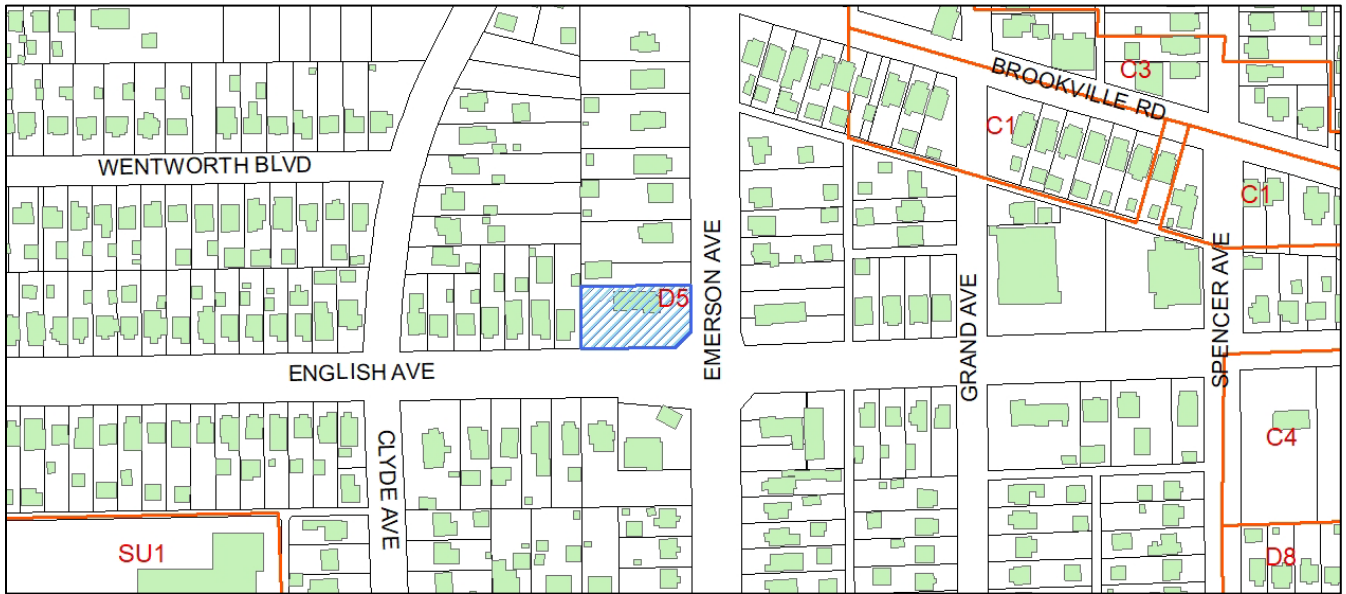 C3
BROOKVILLE RD
C1
WENTWORTH BLVD
C1
EMERSON AVE
D5
GRAND AVE
SPENCER AVE
ENGLISH AVE
CLYDE AVE
C4
SU1
D8